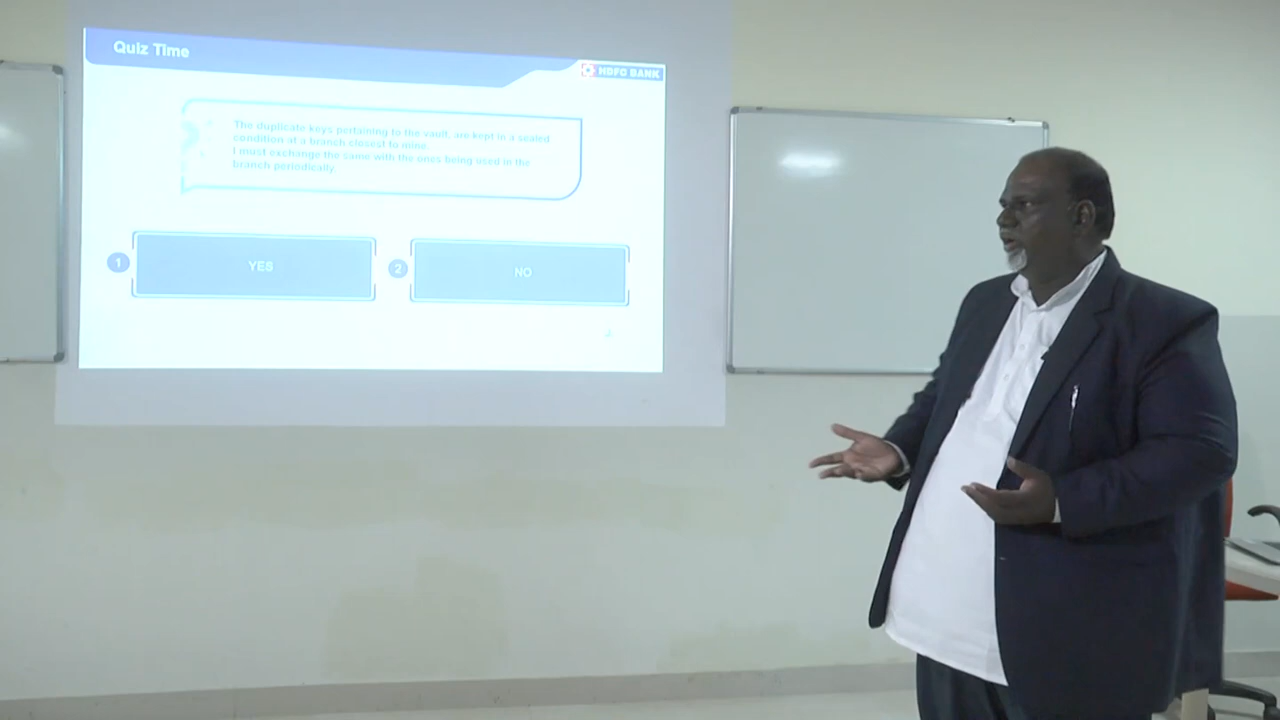 Quiz Time
HDFC BANK
The duplicate keys pertaining to the vault, are kept in a sealed
condition at a branch closest to mine.
I must exchange the same with the ones being used in the
branch periodically.
1
YES
2
NO